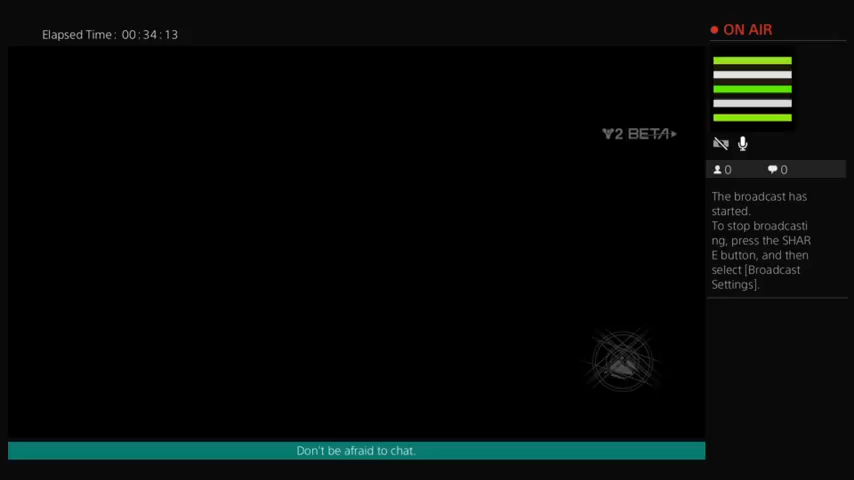 Elapsed Time: 00:34:13
ON AIR
2 BETA
0 0
The broadcast has
started.
To stop broadcasti
ng, press the SHAR
E button, and then
select [Broadcast
Settings].
Don't be afraid to chat.